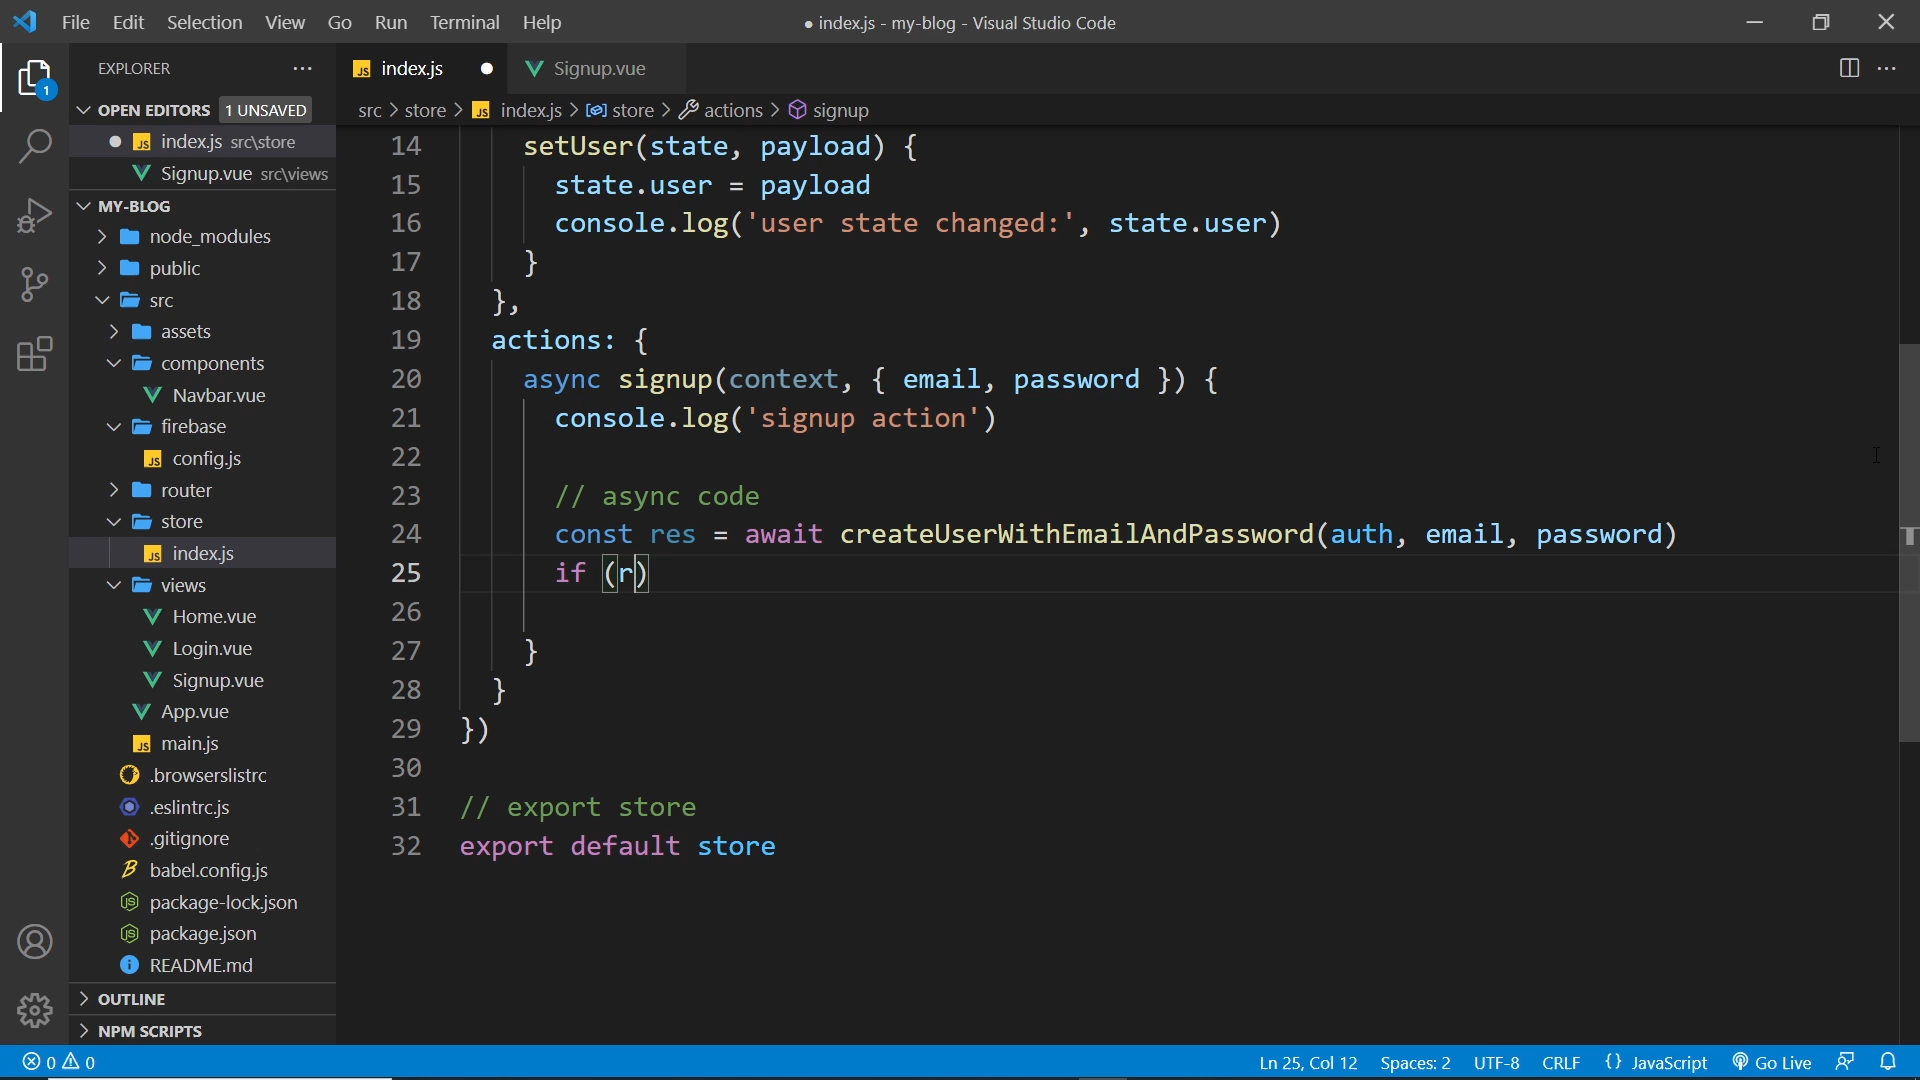 File Edit Selection View Go Run Terminal Help
● index.js - my-blog - Visual Studio Code
EXPLORER ···
JS index.js ●
Signup.vue
···
OPEN EDITORS 1 UNSAVED
● JS index.js src\store
Signup.vue src\views
src > store > JS index.js > store > actions > signup
MY-BLOG
node_modules
public
src
assets
components
Navbar.vue
firebase
JS config.js
router
store
JS index.js
views
Home.vue
Login.vue
Signup.vue
App.vue
JS main.js
.browserslistrc
.eslintrc.js
.gitignore
babel.config.js
package-lock.json
package.json
README.md
OUTLINE
NPM SCRIPTS
1
14 setUser(state, payload) {
15 state.user = payload
16 console.log('user state changed:', state.user)
17 }
18 },
19 actions: {
20 async signup(context, { email, password }) {
21 console.log('signup action')
22
23 // async code
24 const res = await createUserWithEmailAndPassword(auth, email, password)
25 if (r)
26
27 }
28 }
29 })
30
31 // export store
32 export default store
0 0
Ln 25, Col 12 Spaces: 2 UTF-8 CRLF {} JavaScript Go Live